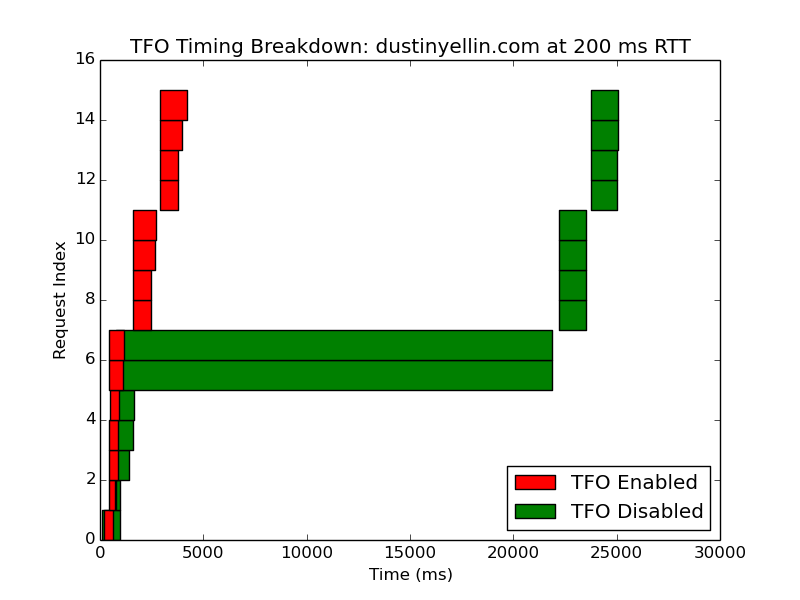 TFO Timing Breakdown: dustinyellin.com at 200 ms RTT
16
14
12
10
8
6
4
2
0
Request Index
TFO Enabled
TFO Disabled
0 5000 10000 15000 20000 25000 30000
Time (ms)